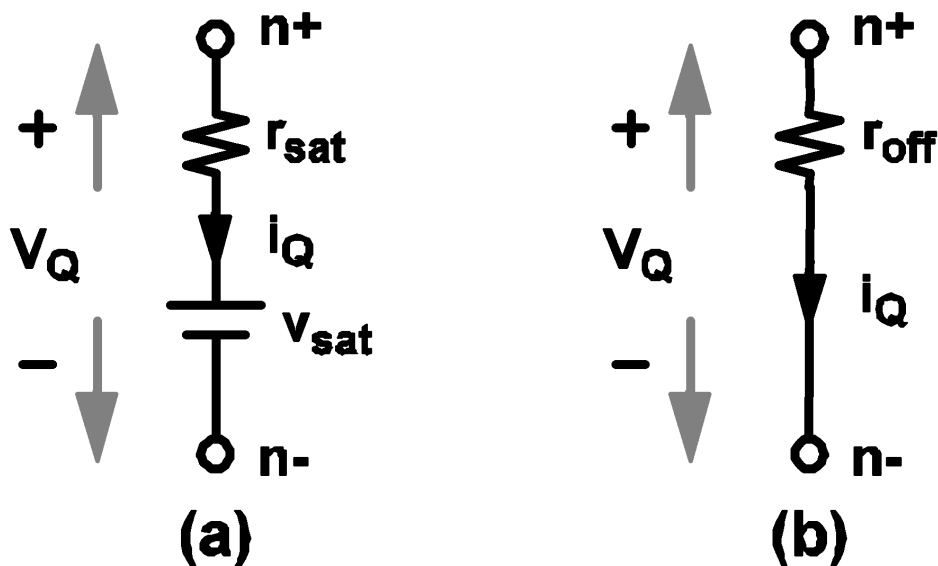 n+ n+
+ r_sat + r_off
V_Q i_Q V_Q i_Q
v_sat
− −
n- n-
(a) (b)